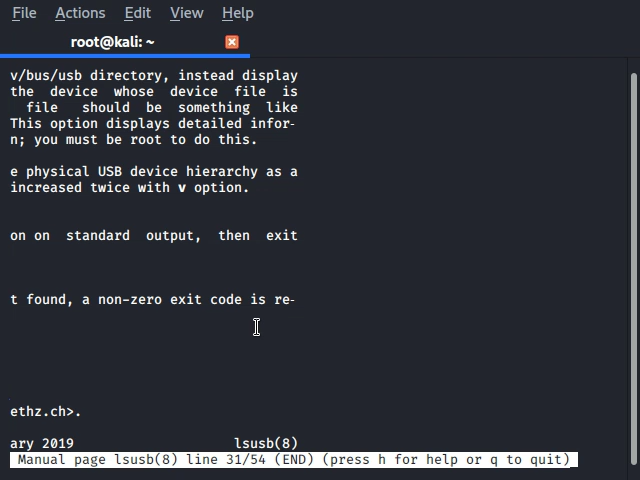 File Actions Edit View Help
root@kali: ~
v/bus/usb directory, instead display
the device whose device file is
file should be something like
This option displays detailed infor-
n; you must be root to do this.
e physical USB device hierarchy as a
increased twice with v option.
on on standard output, then exit
t found, a non-zero exit code is re-
ethz.ch>.
ary 2019 lsusb(8)
Manual page lsusb(8) line 31/54 (END) (press h for help or q to quit)